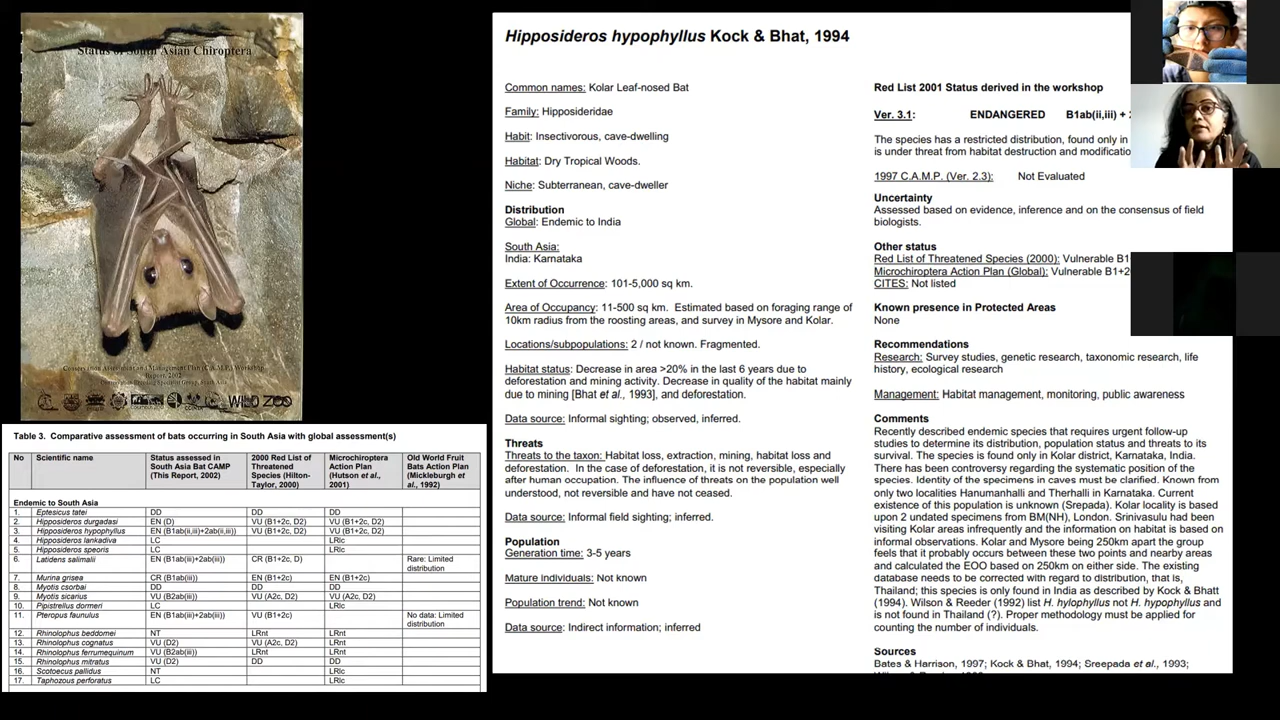 Status of South Asian Chiroptera
Conservation Assessment and Management Plan (C.A.M.P.) Workshop
Report, 2002
Conservation Breeding Specialist Group, South Asia
WILD ZOO
Table 3. Comparative assessment of bats occurring in South Asia with global assessment(s)
No Scientific name Status assessed in South Asia Bat CAMP (This Report, 2002) 2000 Red List of Threatened Species (Hilton-Taylor, 2000) Microchiroptera Action Plan (Hutson et al., 2001) Old World Fruit Bats Action Plan (Mickleburgh et al., 1992)
Endemic to South Asia
1. Eptesicus tatei DD DD DD
2. Hipposideros durgadasi EN (D) VU (B1+2c, D2) VU (B1+2c, D2)
3. Hipposideros hypophyllus EN (B1ab(ii,iii)+2ab(ii,iii) VU (B1+2c, D2) VU (B1+2c, D2)
4. Hipposideros lankadiva LC LRlc
5. Hipposideros speoris LC LRlc
6. Latidens salimalii EN (B1ab(iii)+2ab(iii) CR (B1+2c, D) Rare: Limited distribution
7. Murina grisea CR (B1ab(iii) EN (B1+2c) EN (B1+2c)
8. Myotis csorbai DD DD DD
9. Myotis sicarius VU (B2ab(iii) VU (A2c, D2) VU (A2c, D2)
10. Pipistrellus dormeri LC LRlc
11. Pteropus faunulus EN (B1ab(iii)+2ab(iii) VU (B1+2c) No data: Limited distribution
12. Rhinolophus beddomei NT LRnt LRnt
13. Rhinolophus cognatus VU (D2) VU (A2c, D2) LRnt
14. Rhinolophus ferrumequinum VU (B2ab(iii) LRnt LRnt
15. Rhinolophus mitratus VU (D2) DD DD
16. Scotoecus pallidus NT LRlc
17. Taphozous perforatus LC LRlc
Hipposideros hypophyllus Kock & Bhat, 1994
Common names: Kolar Leaf-nosed Bat
Family: Hipposideridae
Habit: Insectivorous, cave-dwelling
Habitat: Dry Tropical Woods.
Niche: Subterranean, cave-dweller
Distribution
Global: Endemic to India
South Asia:
India: Karnataka
Extent of Occurrence: 101-5,000 sq km.
Area of Occupancy: 11-500 sq km. Estimated based on foraging range of
10km radius from the roosting areas, and survey in Mysore and Kolar.
Locations/subpopulations: 2 / not known. Fragmented.
Habitat status: Decrease in area >20% in the last 6 years due to
deforestation and mining activity. Decrease in quality of the habitat mainly
due to mining [Bhat et al., 1993], and deforestation.
Data source: Informal sighting; observed, inferred.
Threats
Threats to the taxon: Habitat loss, extraction, mining, habitat loss and
deforestation. In the case of deforestation, it is not reversible, especially
after human occupation. The influence of threats on the population well
understood, not reversible and have not ceased.
Data source: Informal field sighting; inferred.
Population
Generation time: 3-5 years
Mature individuals: Not known
Population trend: Not known
Data source: Indirect information; inferred
Red List 2001 Status derived in the workshop
Ver. 3.1: ENDANGERED B1ab(ii,iii) +
The species has a restricted distribution, found only in
is under threat from habitat destruction and modificatio
1997 C.A.M.P. (Ver. 2.3): Not Evaluated
Uncertainty
Assessed based on evidence, inference and on the consensus of field
biologists.
Other status
Red List of Threatened Species (2000): Vulnerable B1
Microchiroptera Action Plan (Global): Vulnerable B1+2
CITES: Not listed
Known presence in Protected Areas
None
Recommendations
Research: Survey studies, genetic research, taxonomic research, life
history, ecological research
Management: Habitat management, monitoring, public awareness
Comments
Recently described endemic species that requires urgent follow-up
studies to determine its distribution, population status and threats to its
survival. The species is found only in Kolar district, Karnataka, India.
There has been controversy regarding the systematic position of the
species. Identity of the specimens in caves must be clarified. Known from
only two localities Hanumanhalli and Therhalli in Karnataka. Current
existence of this population is unknown (Srepada). Kolar locality is based
upon 2 undated specimens from BM(NH), London. Srinivasulu had been
visiting Kolar areas infrequently and the information on habitat is based on
informal observations. Kolar and Mysore being 250km apart the group
feels that it probably occurs between these two points and nearby areas
and calculated the EOO based on 250km on either side. The existing
database needs to be corrected with regard to distribution, that is,
Thailand; this species is only found in India as described by Kock & Bhatt
(1994). Wilson & Reeder (1992) list H. hylophyllus not H. hypophyllus and
is not found in Thailand (?). Proper methodology must be applied for
counting the number of individuals.
Sources
Bates & Harrison, 1997; Kock & Bhat, 1994; Sreepada et al., 1993;